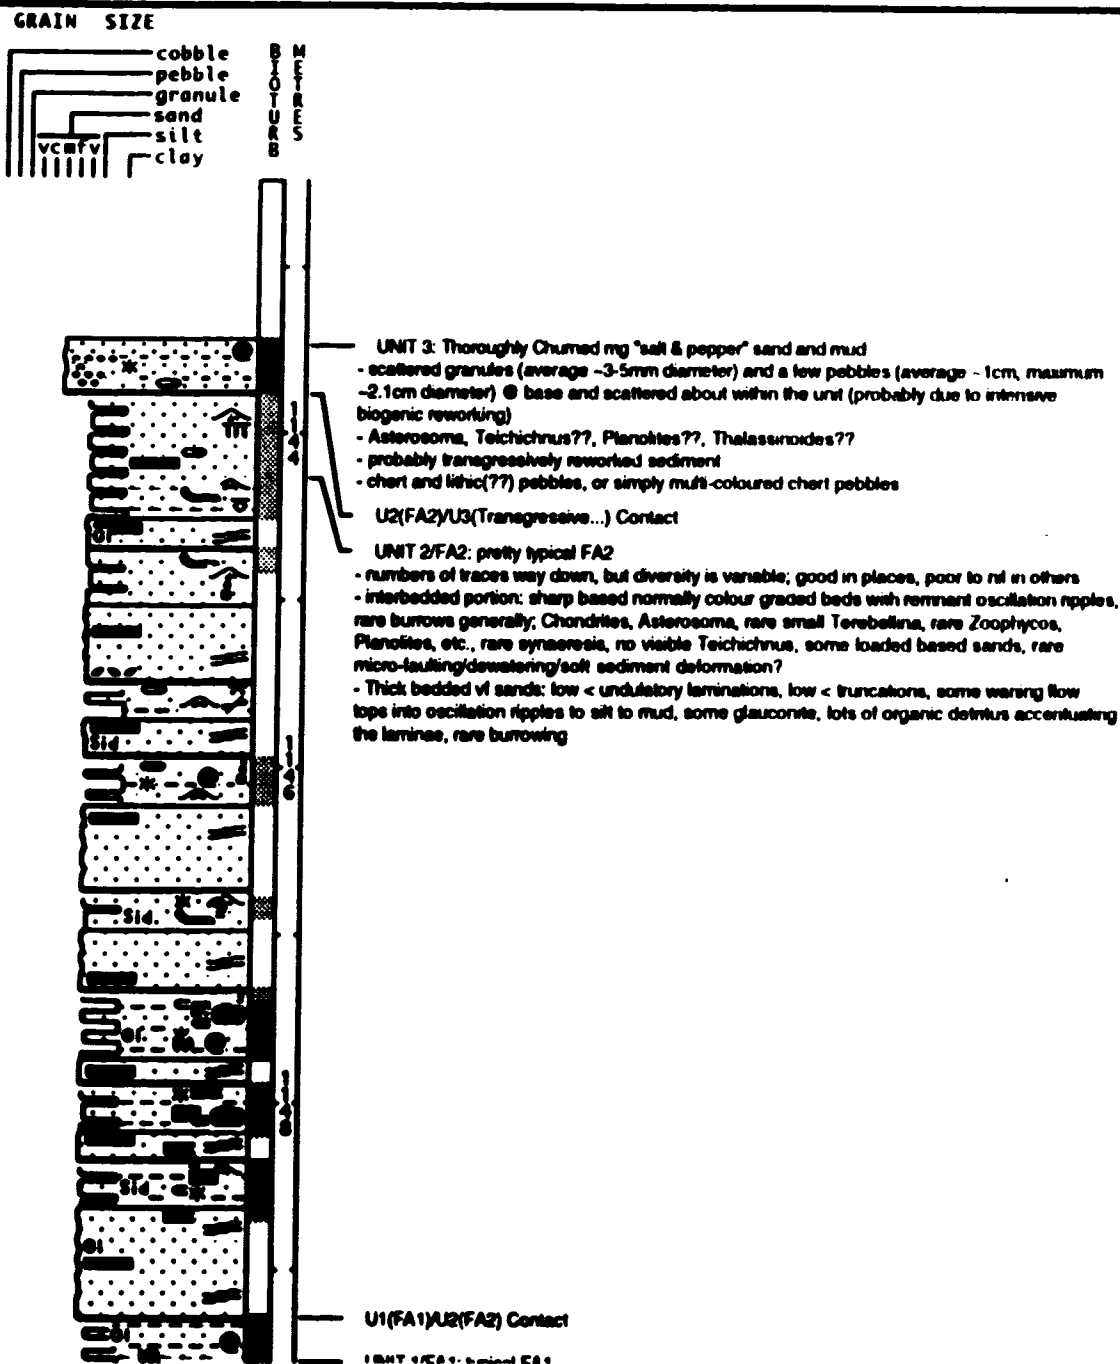 GRAIN SIZE
cobble
pebble
granule
sand
silt
vcmfv
clay
BIOTURB
METRES
UNIT 3: Thoroughly Churned mg "salt & pepper" sand and mud
- scattered granules (average ~3-5mm diameter) and a few pebbles (average ~1cm, maximum
~2.1cm diameter) @ base and scattered about within the unit (probably due to intensive
biogenic reworking)
- Asterosoma, Teichichnus??, Planolites??, Thalassinoides??
- probably transgressively reworked sediment
- chert and lithic(??) pebbles, or simply multi-coloured chert pebbles
1144
U2(FA2)/U3(Transgressive...) Contact
UNIT 2/FA2: pretty typical FA2
- numbers of traces way down, but diversity is variable; good in places, poor to nil in others
- interbedded portion: sharp based normally colour graded beds with remnant oscillation ripples,
rare burrows generally; Chondrites, Asterosoma, rare small Terebellina, rare Zoophycos,
Planolites, etc., rare synaeresis, no visible Teichichnus, some loaded based sands, rare
micro-faulting/dewatering/soft sediment deformation?
- Thick bedded vf sands: low < undulatory laminations, low < truncations, some waning flow
tops into oscillation ripples to silt to mud, some glauconite, lots of organic detritus accentuating
the laminae, rare burrowing
Gl
Sid
1146
Sid
Gl
1148
Sid
Gl
U1(FA1)/U2(FA2) Contact
Gl
UNIT 1/FA1: typical FA1